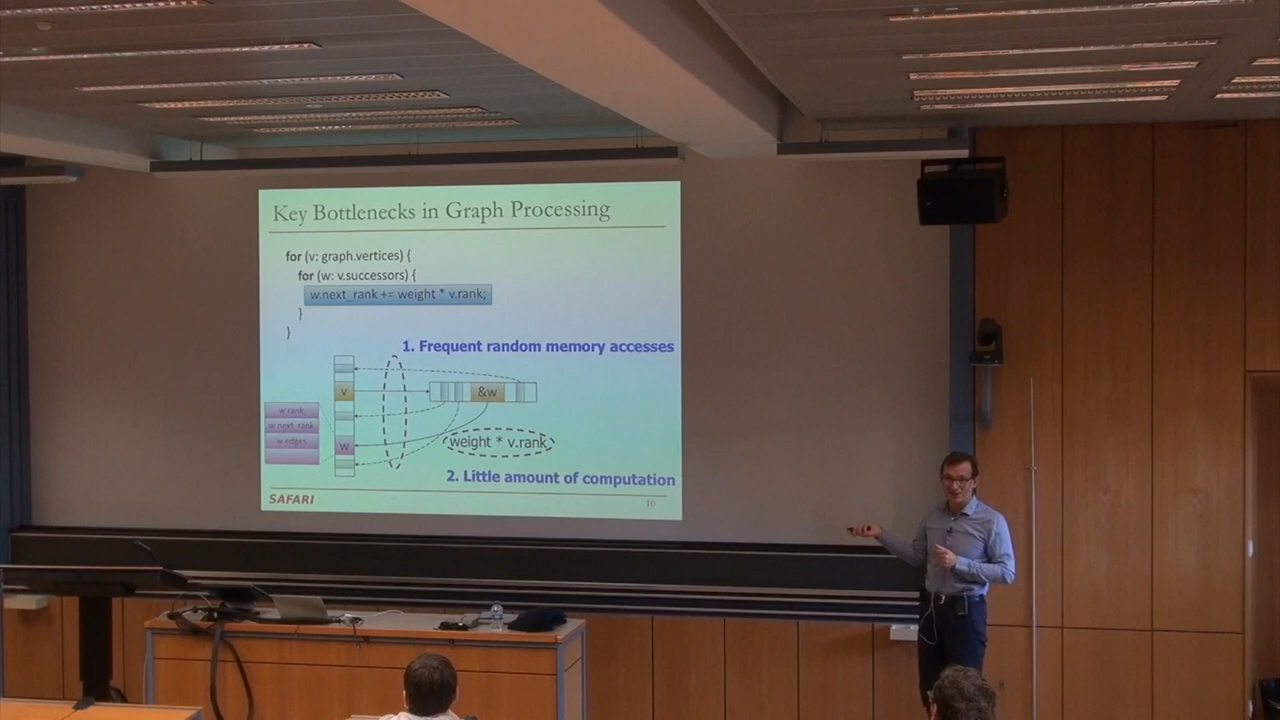 Key Bottlenecks in Graph Processing
for (v: graph.vertices) {
for (w: v.successors) {
w.next_rank += weight * v.rank;
}
}
1. Frequent random memory accesses
v
&w
w.rank
w.next_rank
w.edges
w
weight * v.rank
2. Little amount of computation
SAFARI
10